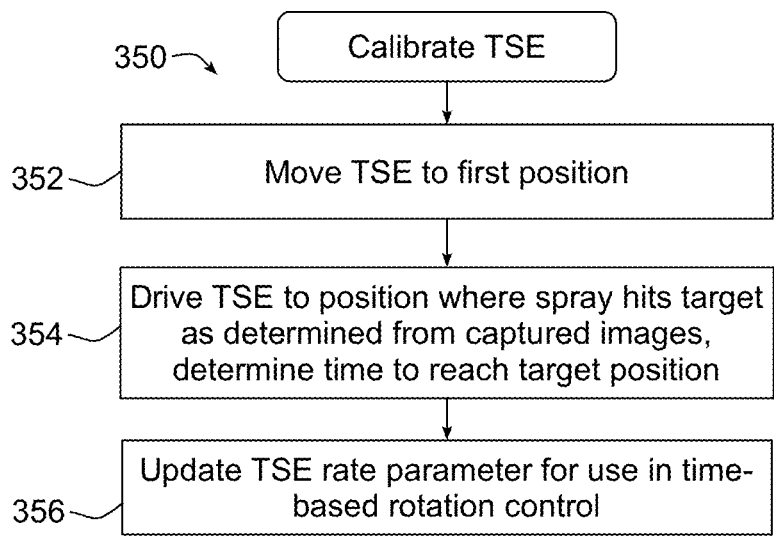 Calibrate TSE
350
352
Move TSE to first position
354
Drive TSE to position where spray hits target
as determined from captured images,
determine time to reach target position
356
Update TSE rate parameter for use in time-
based rotation control